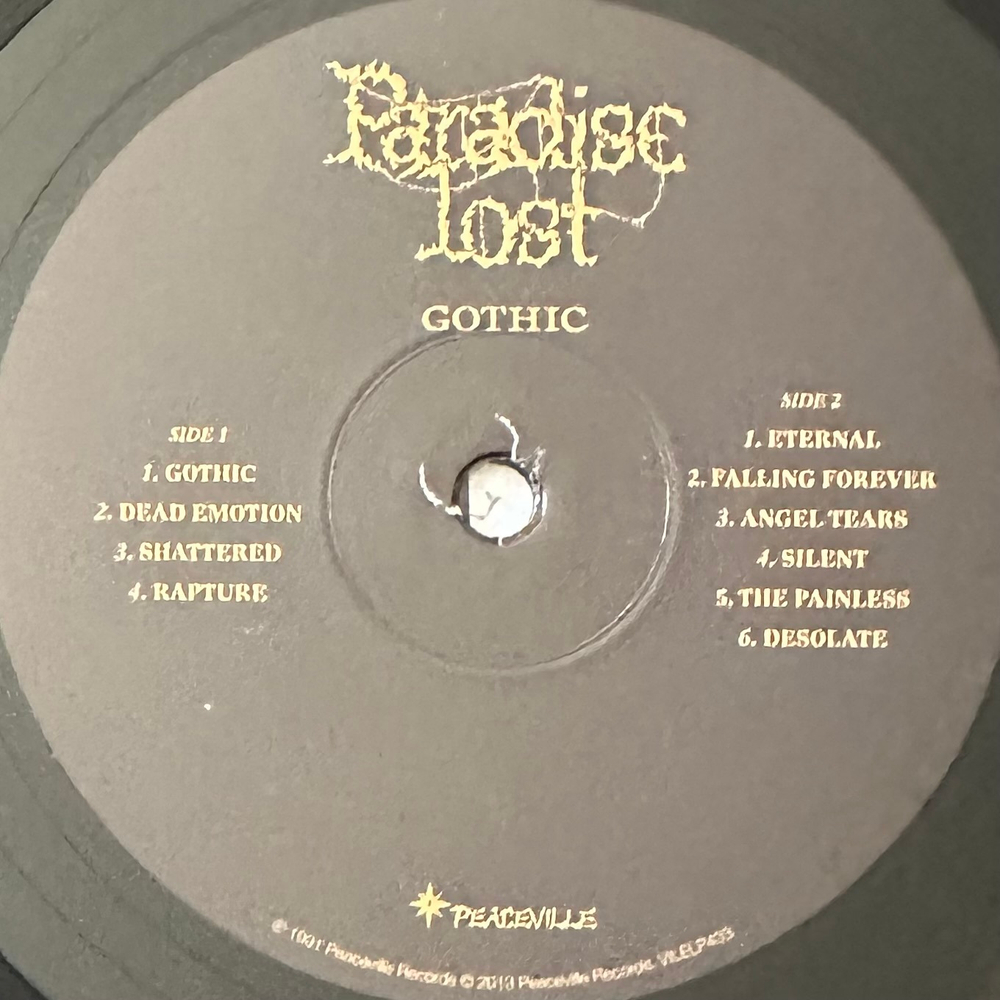 Paradise
lost
GOTHIC
SIDE 1
1. GOTHIC
2. DEAD EMOTION
3. SHATTERED
4. RAPTURE
SIDE 2
1. ETERNAL
2. FALLING FOREVER
3. ANGEL TEARS
4. SILENT
5. THE PAINLESS
6. DESOLATE
PEACEVILLE
℗ 1991 Peaceville Records © 2013 Peaceville Records.